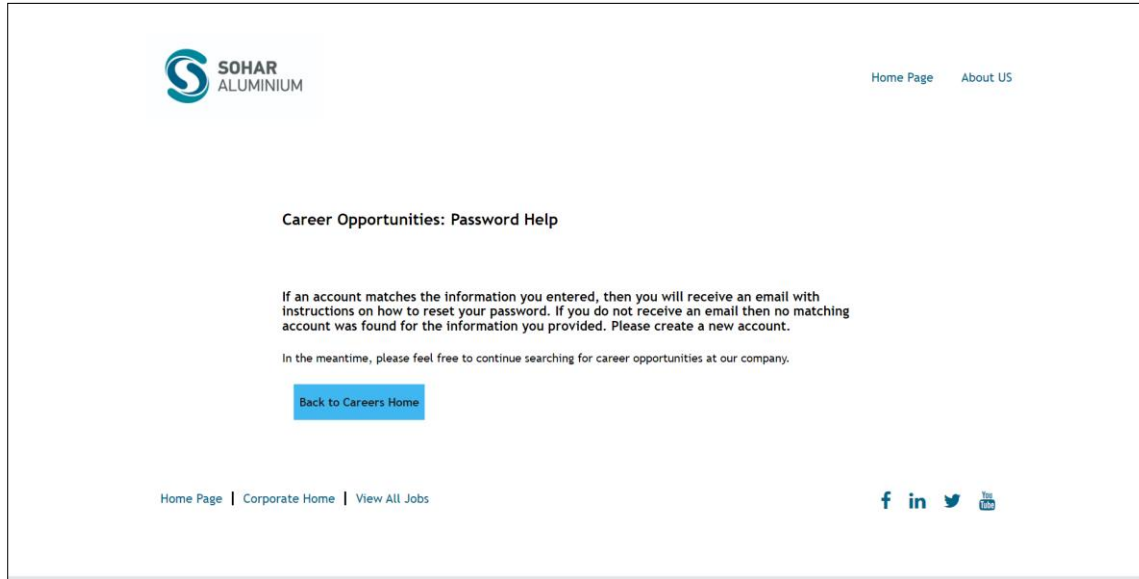 SOHAR
ALUMINIUM
Home Page About US
Career Opportunities: Password Help
If an account matches the information you entered, then you will receive an email with
instructions on how to reset your password. If you do not receive an email then no matching
account was found for the information you provided. Please create a new account.
In the meantime, please feel free to continue searching for career opportunities at our company.
Back to Careers Home
Home Page | Corporate Home | View All Jobs
f in You
Tube